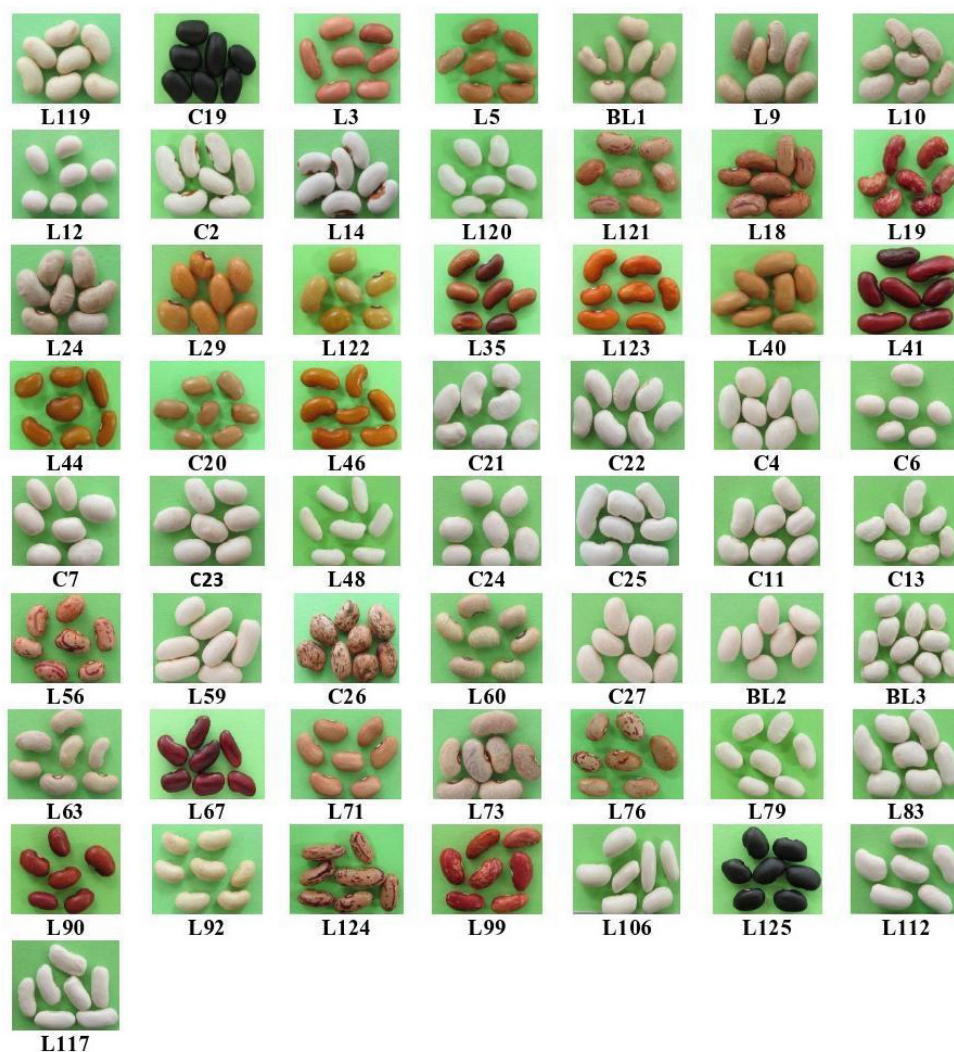 L119 C19 L3 L5 BL1 L9 L10
L12 C2 L14 L120 L121 L18 L19
L24 L29 L122 L35 L123 L40 L41
L44 C20 L46 C21 C22 C4 C6
C7 C23 L48 C24 C25 C11 C13
L56 L59 C26 L60 C27 BL2 BL3
L63 L67 L71 L73 L76 L79 L83
L90 L92 L124 L99 L106 L125 L112
L117